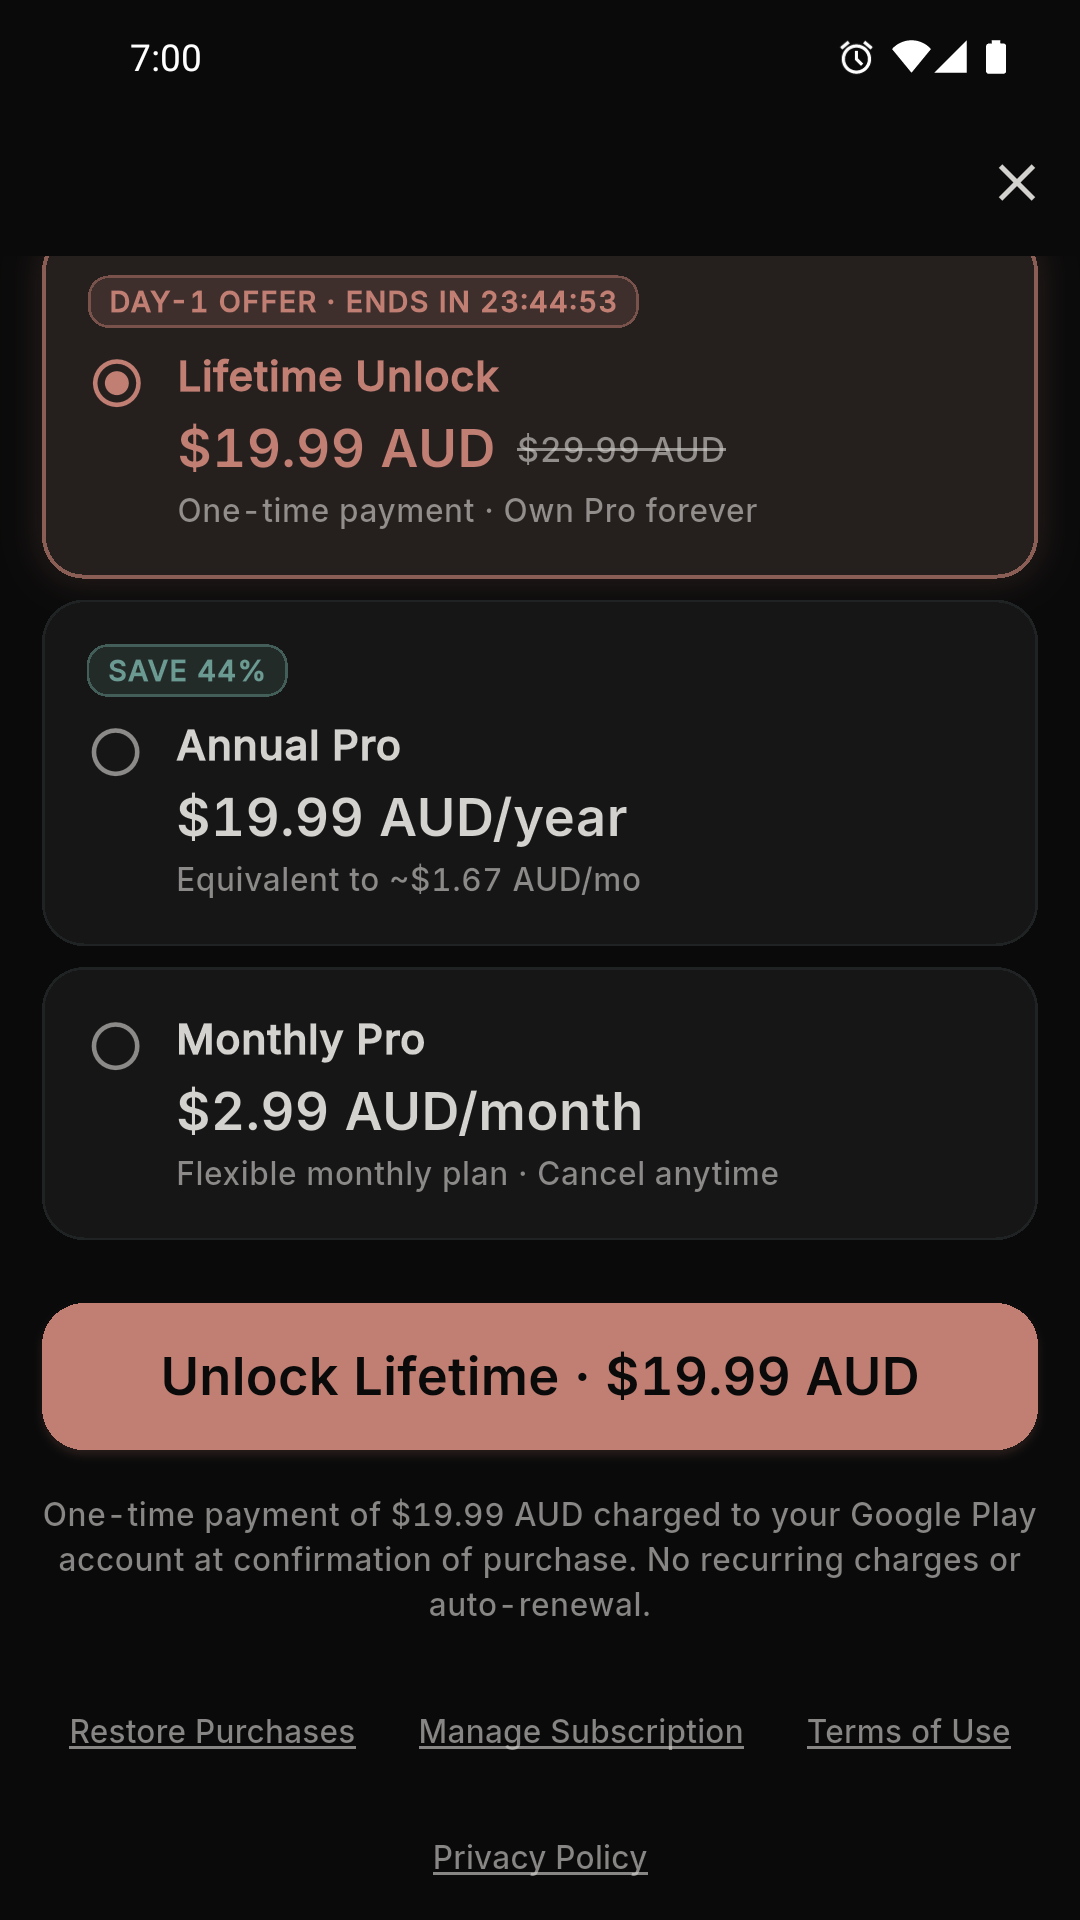 7:00
DAY-1 OFFER · ENDS IN 23:44:53
Lifetime Unlock
$19.99 AUD $29.99 AUD
One-time payment · Own Pro forever
SAVE 44%
Annual Pro
$19.99 AUD/year
Equivalent to ~$1.67 AUD/mo
Monthly Pro
$2.99 AUD/month
Flexible monthly plan · Cancel anytime
Unlock Lifetime · $19.99 AUD
One-time payment of $19.99 AUD charged to your Google Play
account at confirmation of purchase. No recurring charges or
auto-renewal.
Restore Purchases Manage Subscription Terms of Use
Privacy Policy